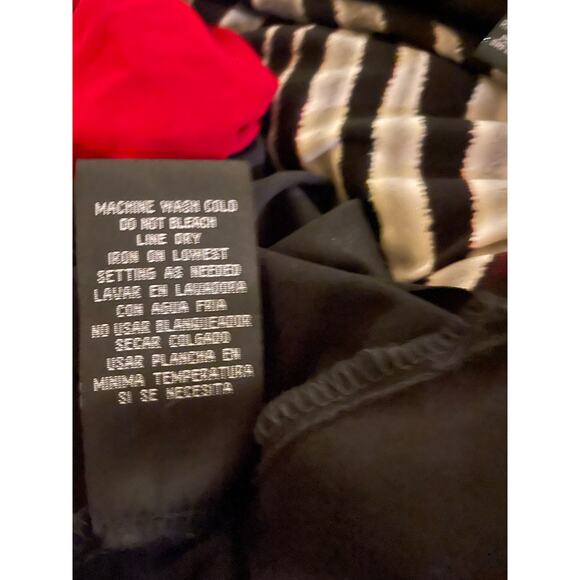 MACHINE WASH COLD
DO NOT BLEACH
LINE DRY
IRON ON LOWEST
SETTING AS NEEDED
LAVAR EN LAVADORA
CON AGUA FRIA
NO USAR BLANQUEADOR
SECAR COLGADO
USAR PLANCHA EN
MINIMA TEMPERATURA
SI SE NECESITA